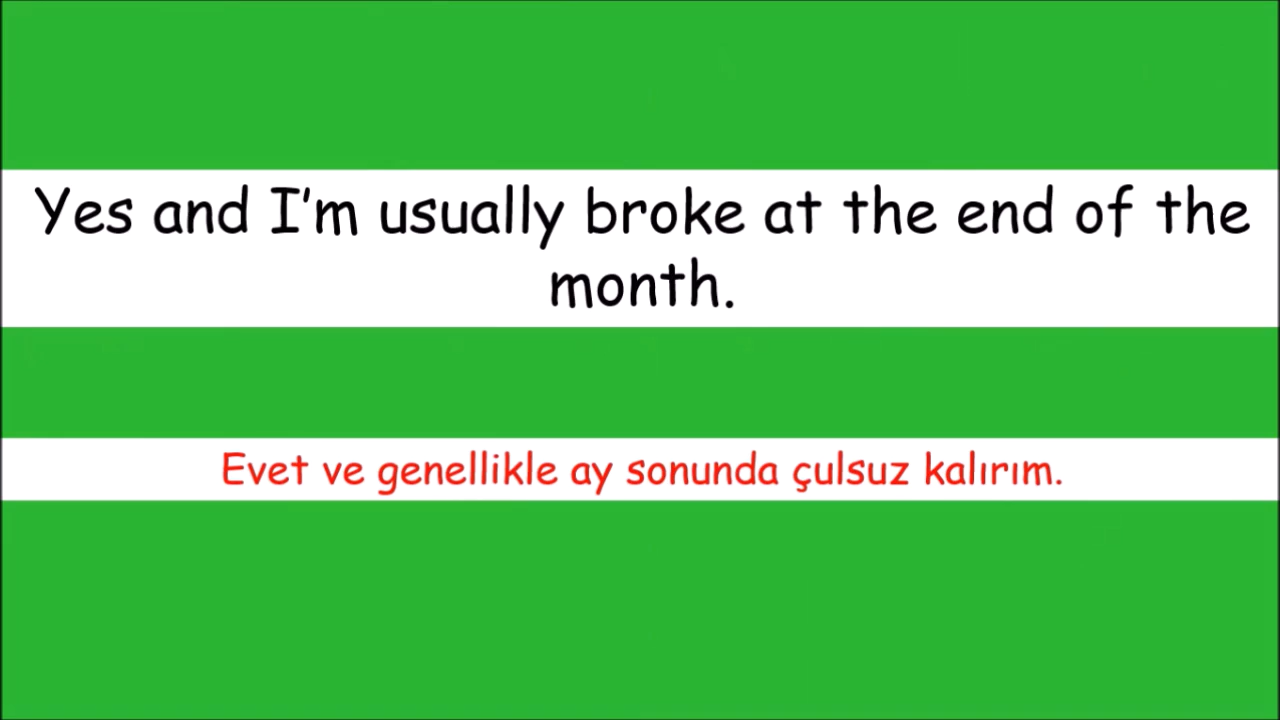 Yes and I'm usually broke at the end of the
month.
Evet ve genellikle ay sonunda çulsuz kalırım.